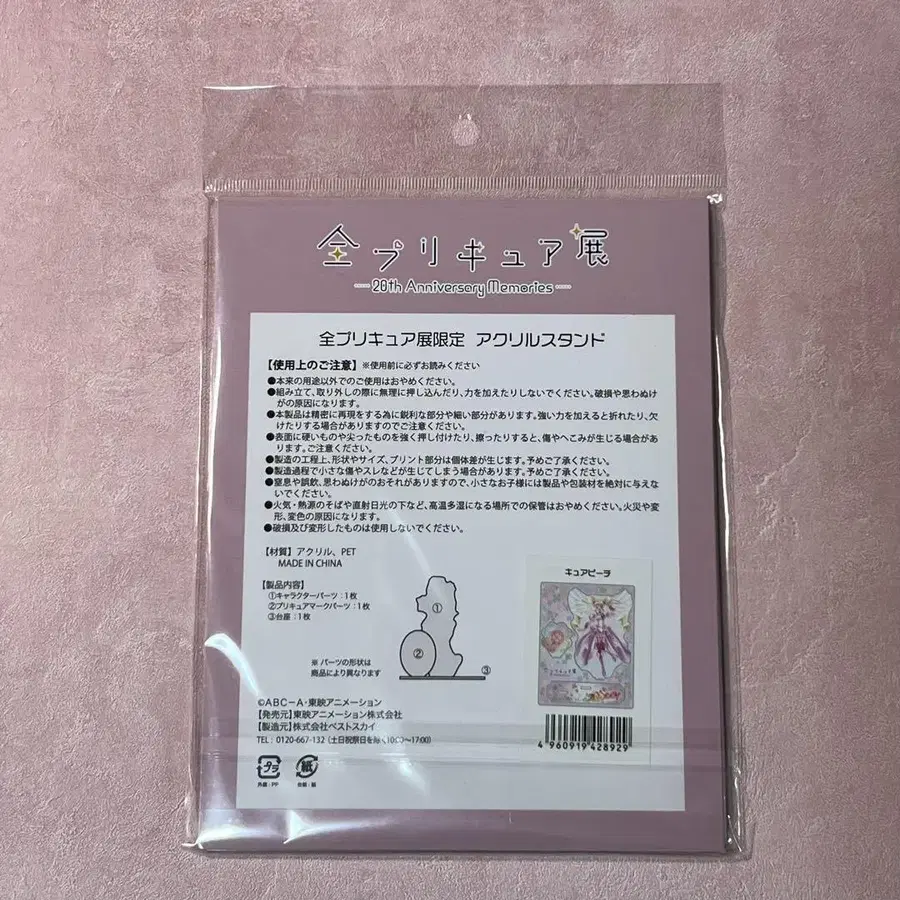 全プリキュア展
20th Anniversary Memories
全プリキュア展限定 アクリルスタンド
【使用上のご注意】※使用前に必ずお読みください
●本来の用途以外でのご使用はおやめください。
●組み立て、取り外しの際に無理に押し込んだり、力を加えたりしないでください。破損や思わぬけ
がの原因になります。
●本製品は精密に再現をする為に鋭利な部分や細い部分があります。強い力を加えると折れたり、欠
けたりする場合がありますのでご注意ください。
●表面に硬いものや尖ったものを強く押し付けたり、擦ったりすると、傷やへこみが生じる場合があ
ります。ご注意ください。
●製造の工程上、形状やサイズ、プリント部分は個体差が生じます。予めご了承ください。
●製造過程で小さな傷やスレなどが生じてしまう場合があります。予めご了承ください。
●窒息や誤飲、思わぬけがのおそれがありますので、小さなお子様には製品や包装材を絶対に与えな
いでください。
●火気・熱源のそばや直射日光の下など、高温多湿になる場所での保管はおやめください。火災や変
形、変色の原因になります。
●破損及び変形したものは使用しないでください。
【材質】アクリル、PET
MADE IN CHINA
【製品内容】
①キャラクターパーツ：1枚
②プリキュアマークパーツ：1枚
③台座：1枚
①
②
③
※ パーツの形状は
商品により異なります
キュアピーチ
©ABC－A・東映アニメーション
【発売元】東映アニメーション株式会社
【製造元】株式会社ベストスカイ
TEL：0120-667-132（土日祝祭日を除く10:00〜17:00）
4 960919 428929
プラ
紙
外装：PP
台紙：紙